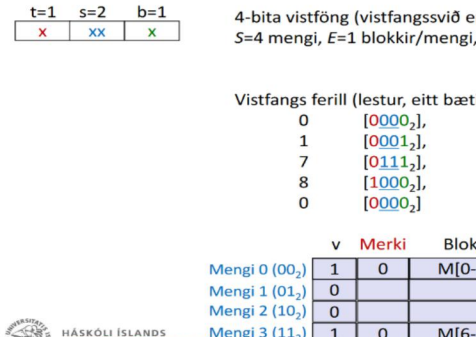 t=1 s=2 b=1
x xx x
4-bita vistföng (vistfangssvið
S=4 mengi, E=1 blokkir/mengi,
Vistfangs ferill (lestur, eitt
0 [0000₂],
1 [0001₂],
7 [0111₂],
8 [1000₂],
0 [0000₂]
v Merki
Mengi 0 (00₂) 1 0 M[0-
Mengi 1 (01₂) 0
Mengi 2 (10₂) 0
Mengi 3 (11₂) 1 0 M[6-
HÁSKÓLI ÍSLANDS